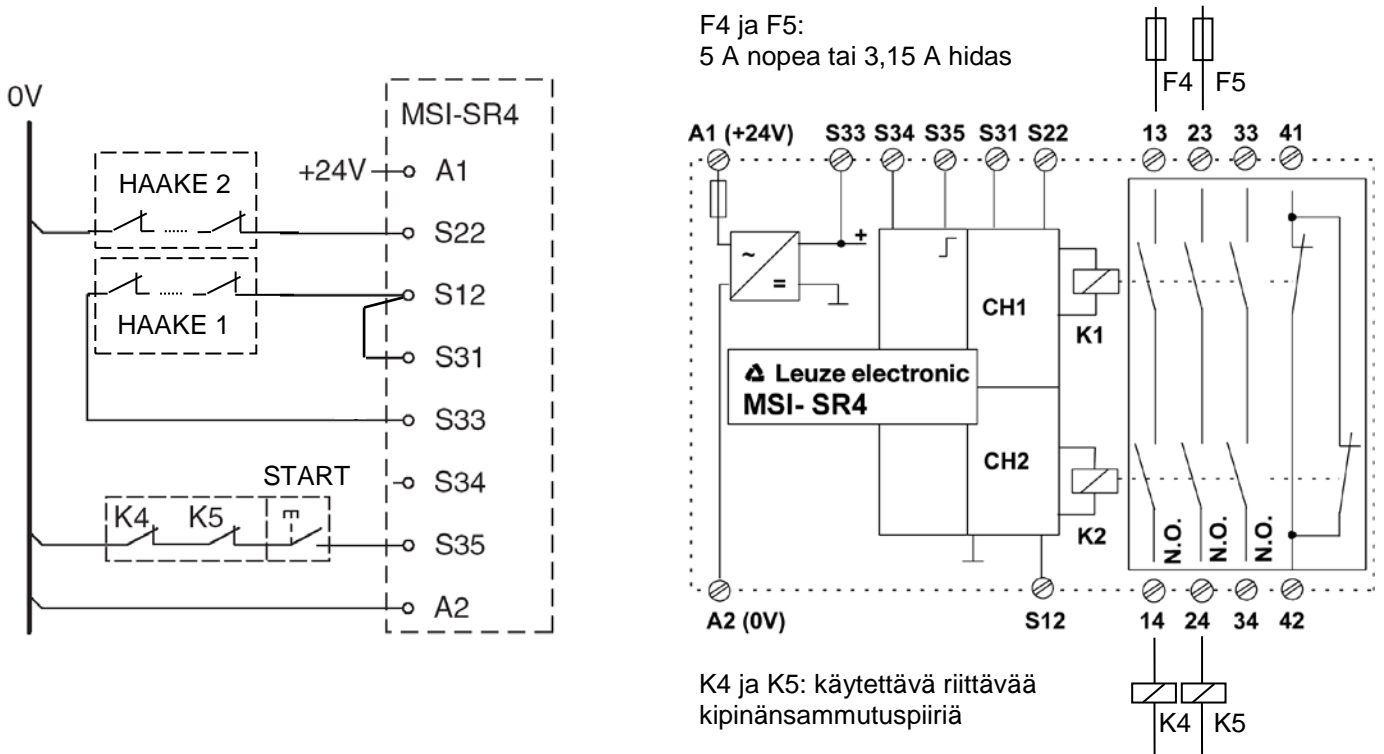 0V
MSI-SR4
HAAKE 2
+24V
A1
S22
HAAKE 1
S12
S31
S33
S34
START
K4 K5
S35
A2
F4 ja F5:
5 A nopea tai 3,15 A hidas
F4 F5
A1 (+24V) S33 S34 S35 S31 S22 13 23 33 41
+
~
=
CH1
K1
Leuze electronic
MSI- SR4
CH2
K2
N.O. N.O. N.O.
A2 (0V) S12 14 24 34 42
K4 ja K5: käytettävä riittävää
kipinänsammutuspiiriä
K4 K5